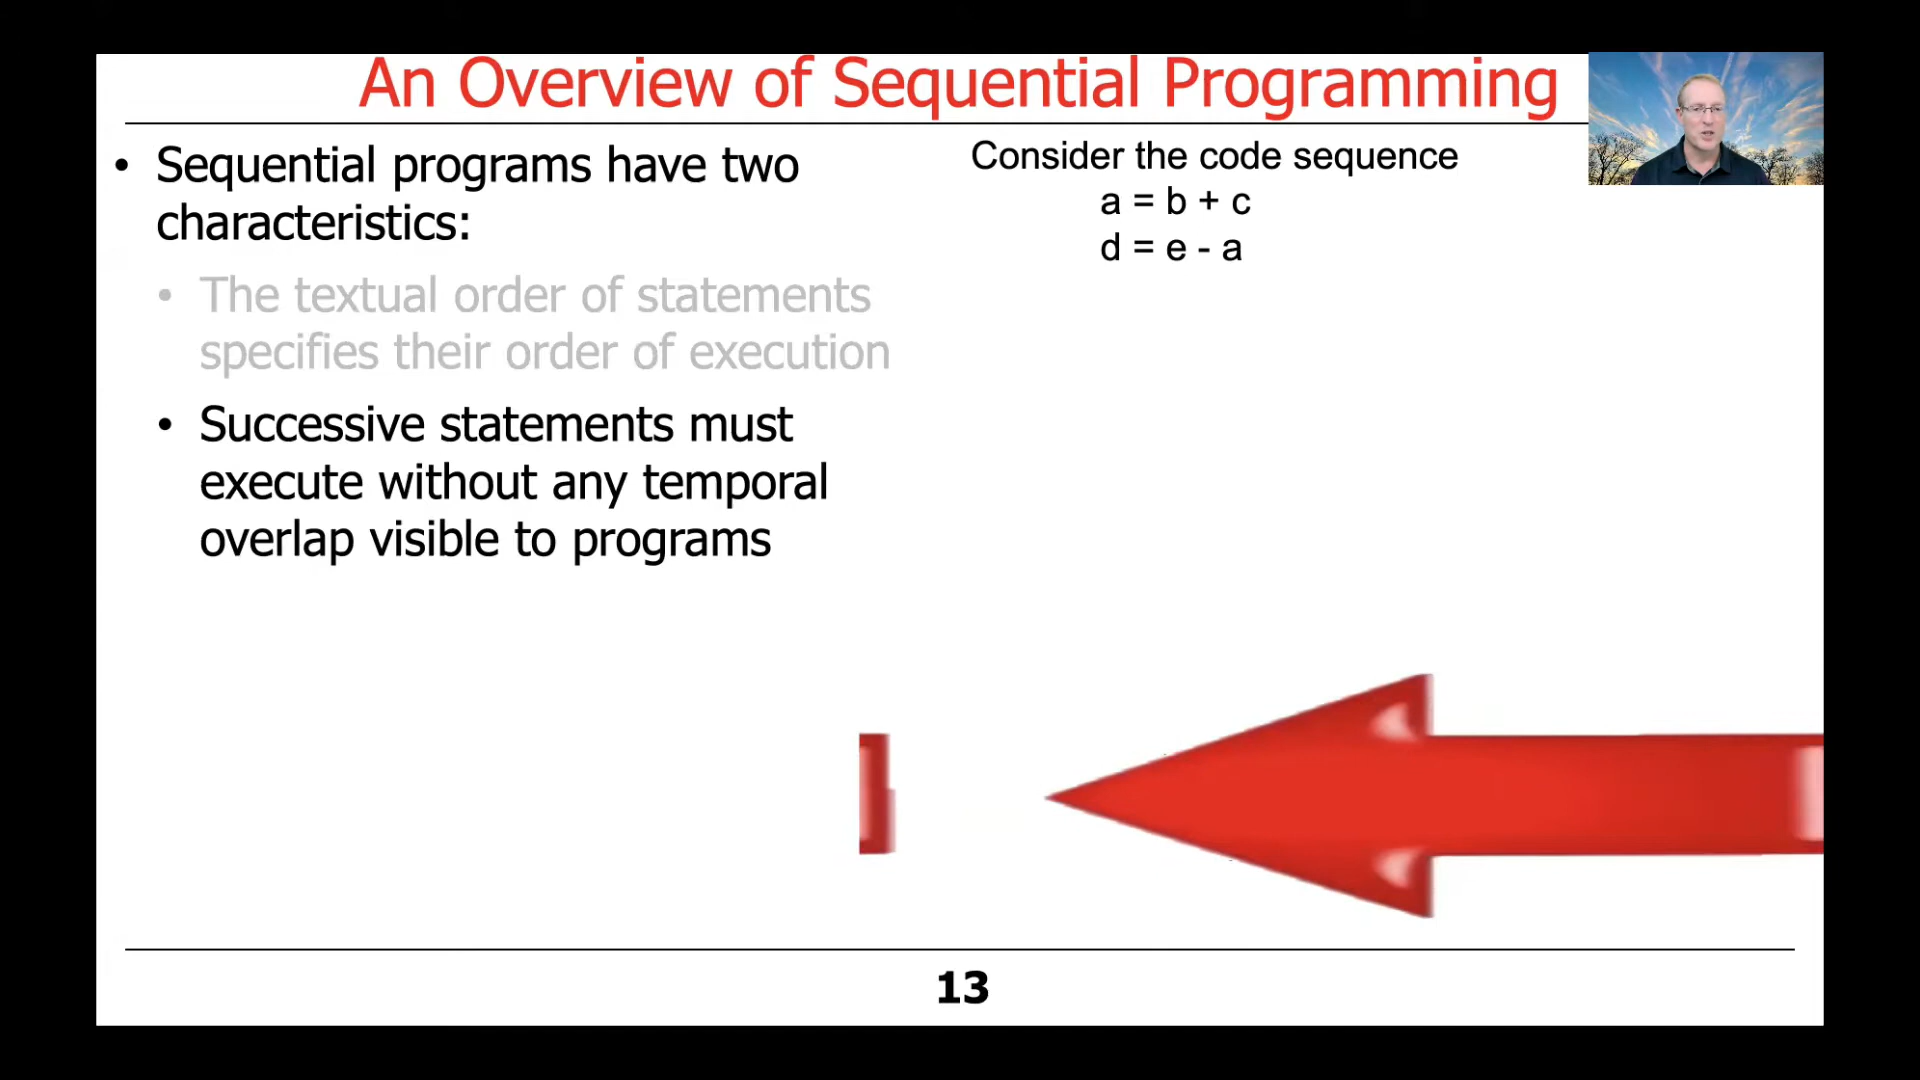 An Overview of Sequential Programming
• Sequential programs have two
characteristics:
• The textual order of statements
specifies their order of execution
• Successive statements must
execute without any temporal
overlap visible to programs
Consider the code sequence
a = b + c
d = e - a
13